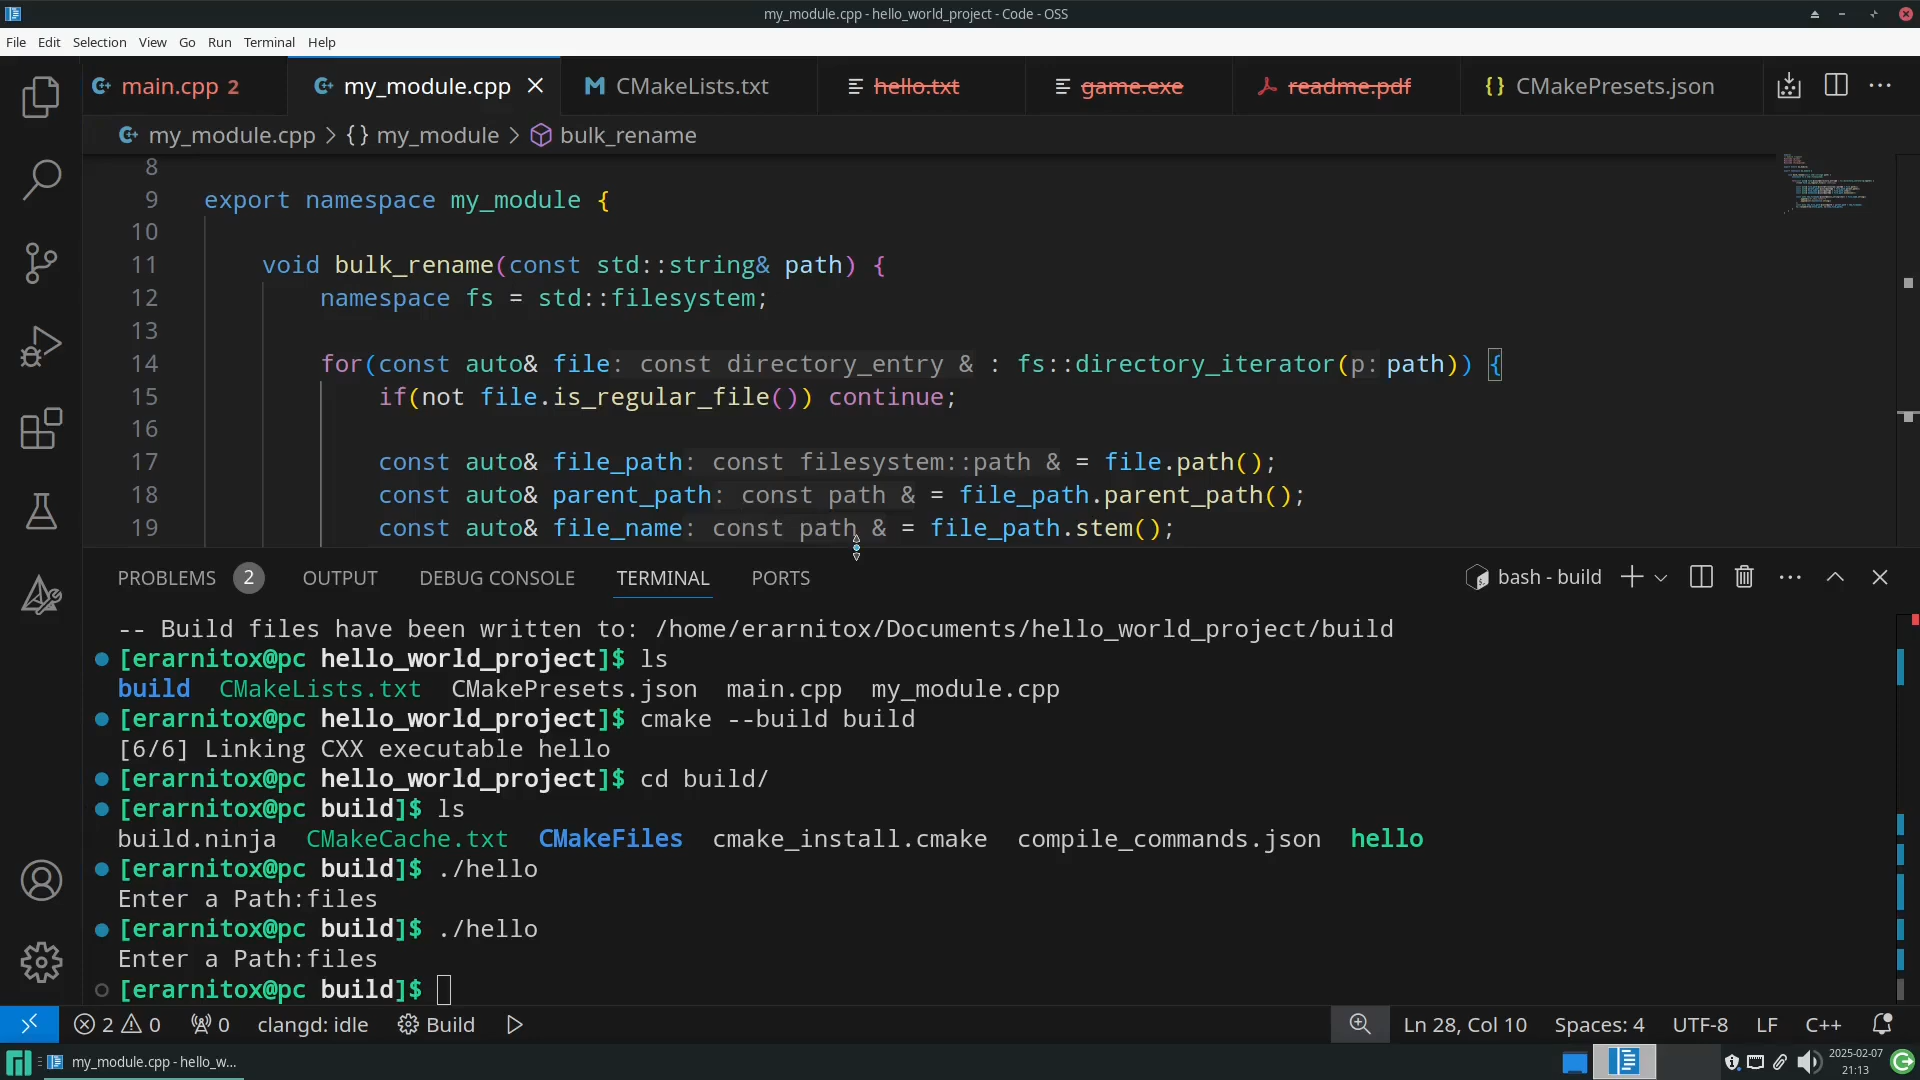 my_module.cpp - hello_world_project - Code - OSS
File Edit Selection View Go Run Terminal Help
main.cpp 2 my_module.cpp CMakeLists.txt hello.txt game.exe readme.pdf CMakePresets.json
my_module.cpp > {} my_module > bulk_rename
8
9 export namespace my_module {
10
11 void bulk_rename(const std::string& path) {
12 namespace fs = std::filesystem;
13
14 for(const auto& file: const directory_entry & : fs::directory_iterator(p: path)) {
15 if(not file.is_regular_file()) continue;
16
17 const auto& file_path: const filesystem::path & = file.path();
18 const auto& parent_path: const path & = file_path.parent_path();
19 const auto& file_name: const path & = file_path.stem();
PROBLEMS 2 OUTPUT DEBUG CONSOLE TERMINAL PORTS bash - build
-- Build files have been written to: /home/erarnitox/Documents/hello_world_project/build
[erarnitox@pc hello_world_project]$ ls
build CMakeLists.txt CMakePresets.json main.cpp my_module.cpp
[erarnitox@pc hello_world_project]$ cmake --build build
[6/6] Linking CXX executable hello
[erarnitox@pc hello_world_project]$ cd build/
[erarnitox@pc build]$ ls
build.ninja CMakeCache.txt CMakeFiles cmake_install.cmake compile_commands.json hello
[erarnitox@pc build]$ ./hello
Enter a Path:files
[erarnitox@pc build]$ ./hello
Enter a Path:files
[erarnitox@pc build]$
2 0 0 clangd: idle Build Ln 28, Col 10 Spaces: 4 UTF-8 LF C++
my_module.cpp - hello_w... 2025-02-07
21:13